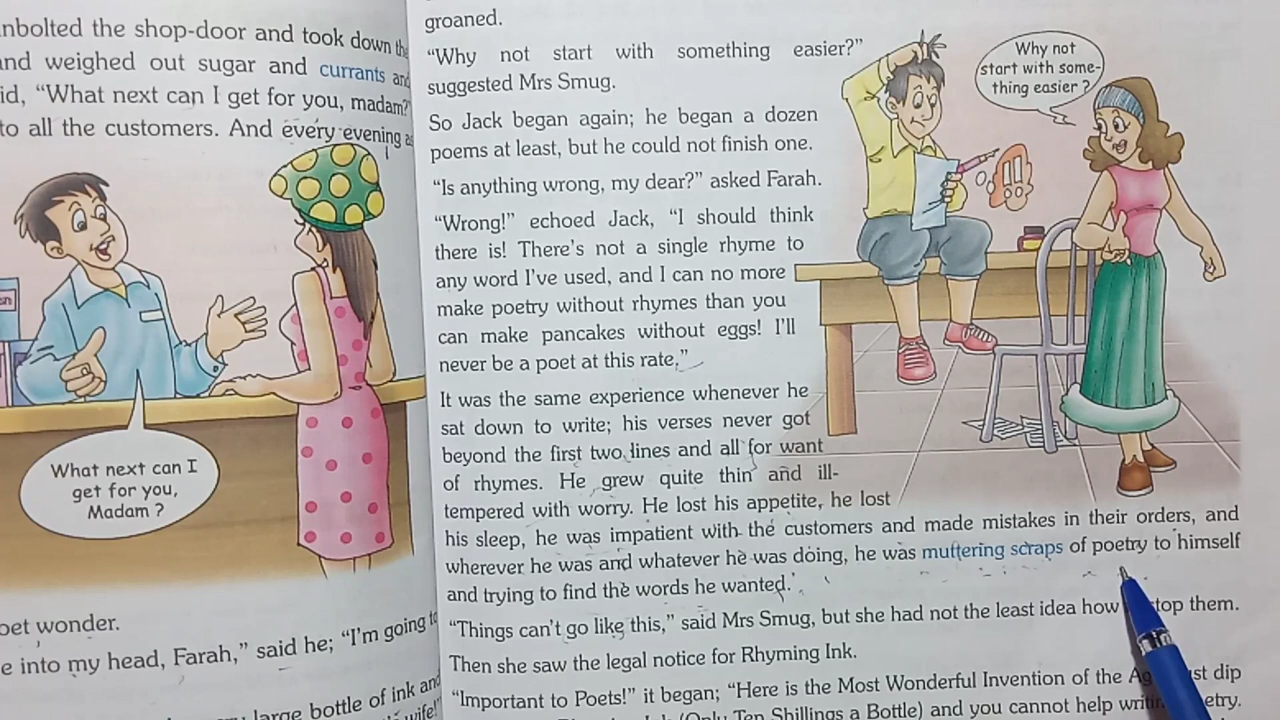 nbolted the shop-door and took down the
and weighed out sugar and currants and
id, "What next can I get for you, madam?"
to all the customers. And every evening as
What next can I
get for you,
Madam ?
oet wonder.
e into my head, Farah," said he; "I'm going to
large bottle of ink and
wife!"
groaned.
"Why not start with something easier?"
suggested Mrs Smug.
So Jack began again; he began a dozen
poems at least, but he could not finish one.
"Is anything wrong, my dear?" asked Farah.
"Wrong!" echoed Jack, "I should think
there is! There's not a single rhyme to
any word I've used, and I can no more
make poetry without rhymes than you
can make pancakes without eggs! I'll
never be a poet at this rate,"
It was the same experience whenever he
sat down to write; his verses never got
beyond the first two lines and all for want
of rhymes. He grew quite thin and ill-
tempered with worry. He lost his appetite, he lost
his sleep, he was impatient with the customers and made mistakes in their orders, and
wherever he was and whatever he was doing, he was muttering scraps of poetry to himself
and trying to find the words he wanted.'
"Things can't go like this," said Mrs Smug, but she had not the least idea how top them.
Then she saw the legal notice for Rhyming Ink.
"Important to Poets!" it began; "Here is the Most Wonderful Invention of the Ag st dip
(Only Ten Shillings a Bottle) and you cannot help writin etry.
Why not
start with some-
thing easier ?